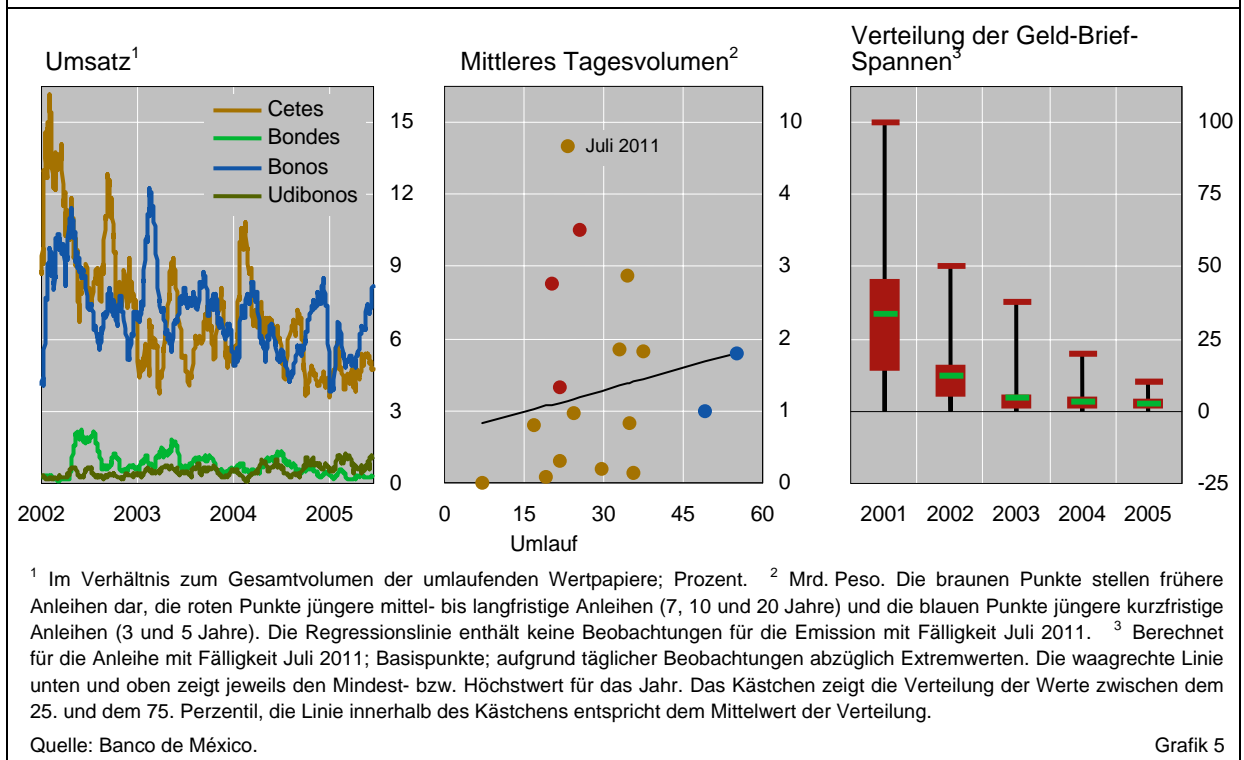 Umsatz1
Cetes
Bondes
Bonos
Udibonos
15
12
9
6
3
0
2002 2003 2004 2005
Mittleres Tagesvolumen2
Juli 2011
10
4
3
2
1
0
0 15 30 45 60
Umlauf
Verteilung der Geld-Brief-
Spannen3
100
75
50
25
0
-25
2001 2002 2003 2004 2005
1 Im Verhältnis zum Gesamtvolumen der umlaufenden Wertpapiere; Prozent. 2 Mrd. Peso. Die braunen Punkte stellen frühere
Anleihen dar, die roten Punkte jüngere mittel- bis langfristige Anleihen (7, 10 und 20 Jahre) und die blauen Punkte jüngere kurzfristige
Anleihen (3 und 5 Jahre). Die Regressionslinie enthält keine Beobachtungen für die Emission mit Fälligkeit Juli 2011. 3 Berechnet
für die Anleihe mit Fälligkeit Juli 2011; Basispunkte; aufgrund täglicher Beobachtungen abzüglich Extremwerten. Die waagrechte Linie
unten und oben zeigt jeweils den Mindest- bzw. Höchstwert für das Jahr. Das Kästchen zeigt die Verteilung der Werte zwischen dem
25. und dem 75. Perzentil, die Linie innerhalb des Kästchens entspricht dem Mittelwert der Verteilung.
Quelle: Banco de México. Grafik 5